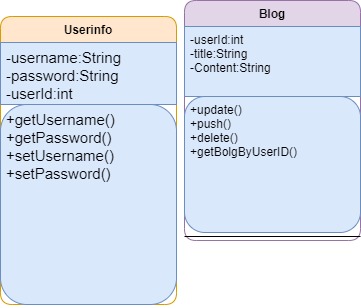 Userinfo
-username:String
-password:String
-userId:int
+getUsername()
+getPassword()
+setUsername()
+setPassword()
Blog
-userId:int
-title:String
-Content:String
+update()
+push()
+delete()
+getBolgByUserID()